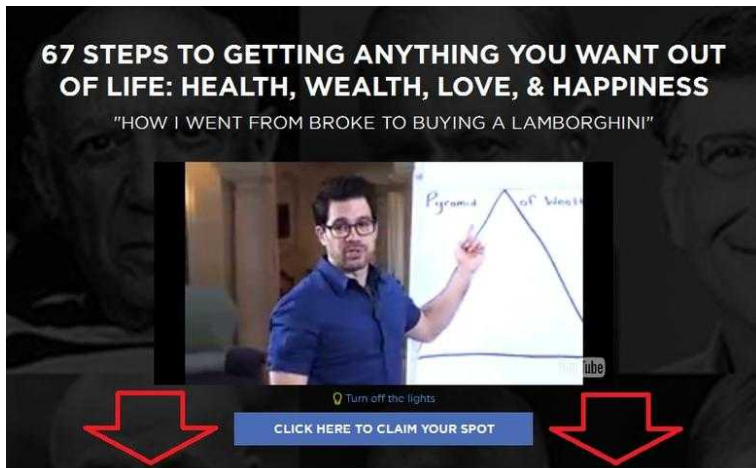 67 STEPS TO GETTING ANYTHING YOU WANT OUT
OF LIFE: HEALTH, WEALTH, LOVE, & HAPPINESS
"HOW I WENT FROM BROKE TO BUYING A LAMBORGHINI"
Pyramid of
Turn off the lights
CLICK HERE TO CLAIM YOUR SPOT